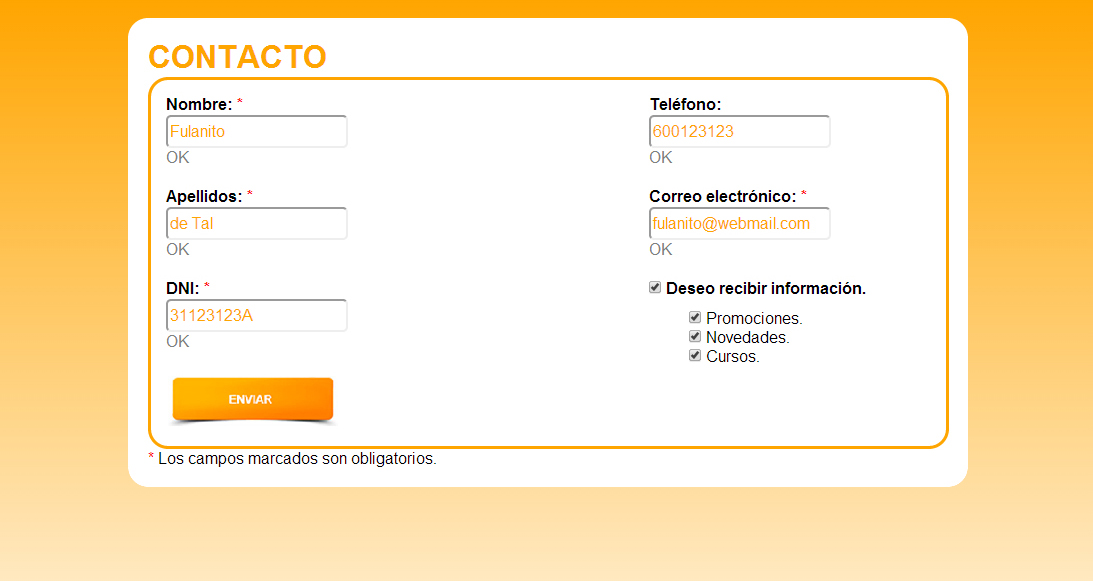 CONTACTO
Nombre: *
Fulanito
OK
Apellidos: *
de Tal
OK
DNI: *
31123123A
OK
ENVIAR
Teléfono:
600123123
OK
Correo electrónico: *
fulanito@webmail.com
OK
Deseo recibir información.
Promociones.
Novedades.
Cursos.
* Los campos marcados son obligatorios.